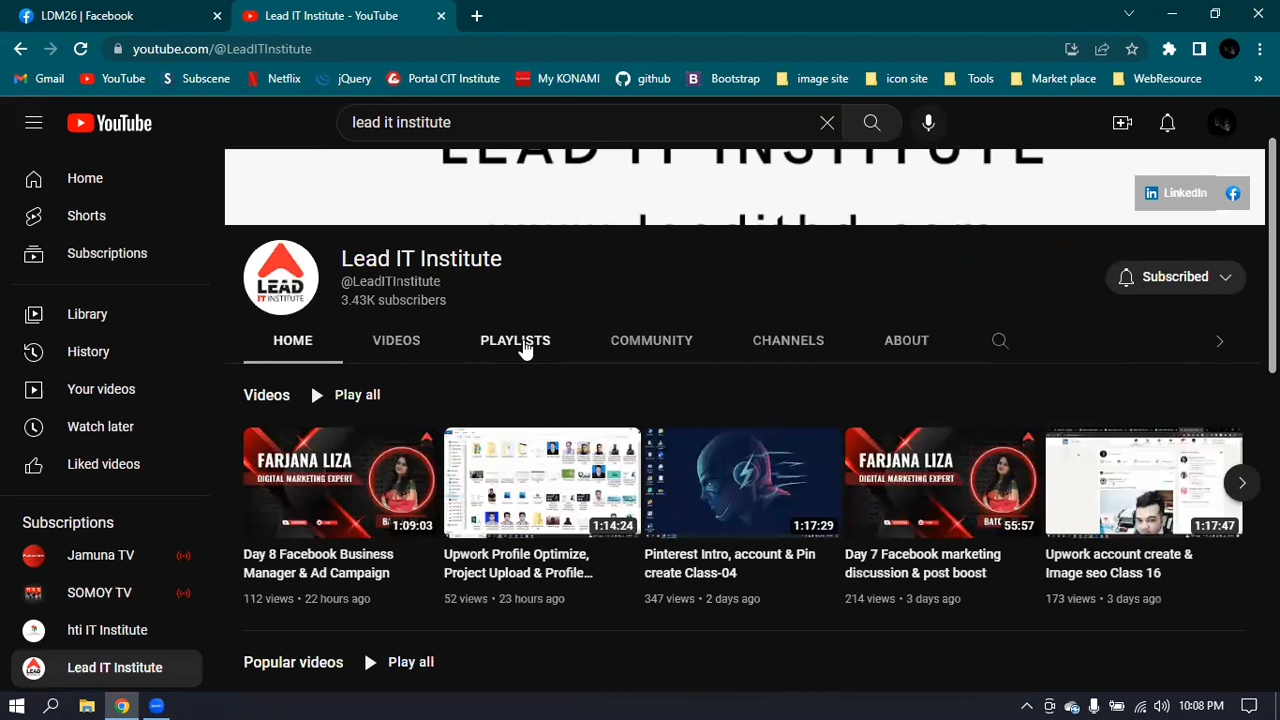 LDM26 | Facebook
Lead IT Institute - YouTube
youtube.com/@LeadITInstitute
Gmail
YouTube
Subscene
Netflix
jQuery
Portal CIT Institute
My KONAMI
github
Bootstrap
image site
icon site
Tools
Market place
WebResource
YouTube
lead it institute
LEAD IT INSTITUTE
LinkedIn
Home
Shorts
Subscriptions
Library
History
Your videos
Watch later
Liked videos
Subscriptions
Jamuna TV
SOMOY TV
hti IT Institute
Lead IT Institute
LEAD
IT INSTITUTE
Lead IT Institute
@LeadITInstitute
3.43K subscribers
Subscribed
HOME
VIDEOS
PLAYLISTS
COMMUNITY
CHANNELS
ABOUT
Videos
Play all
FARJANA LIZA
DIGITAL MARKETING EXPERT
1:09:03
Day 8 Facebook Business
Manager & Ad Campaign
112 views • 22 hours ago
1:14:24
Upwork Profile Optimize,
Project Upload & Profile...
52 views • 23 hours ago
1:17:29
Pinterest Intro, account & Pin
create Class-04
347 views • 2 days ago
FARJANA LIZA
DIGITAL MARKETING EXPERT
55:57
Day 7 Facebook marketing
discussion & post boost
214 views • 3 days ago
1:17:47
Upwork account create &
Image seo Class 16
173 views • 3 days ago
Popular videos
Play all
10:08 PM